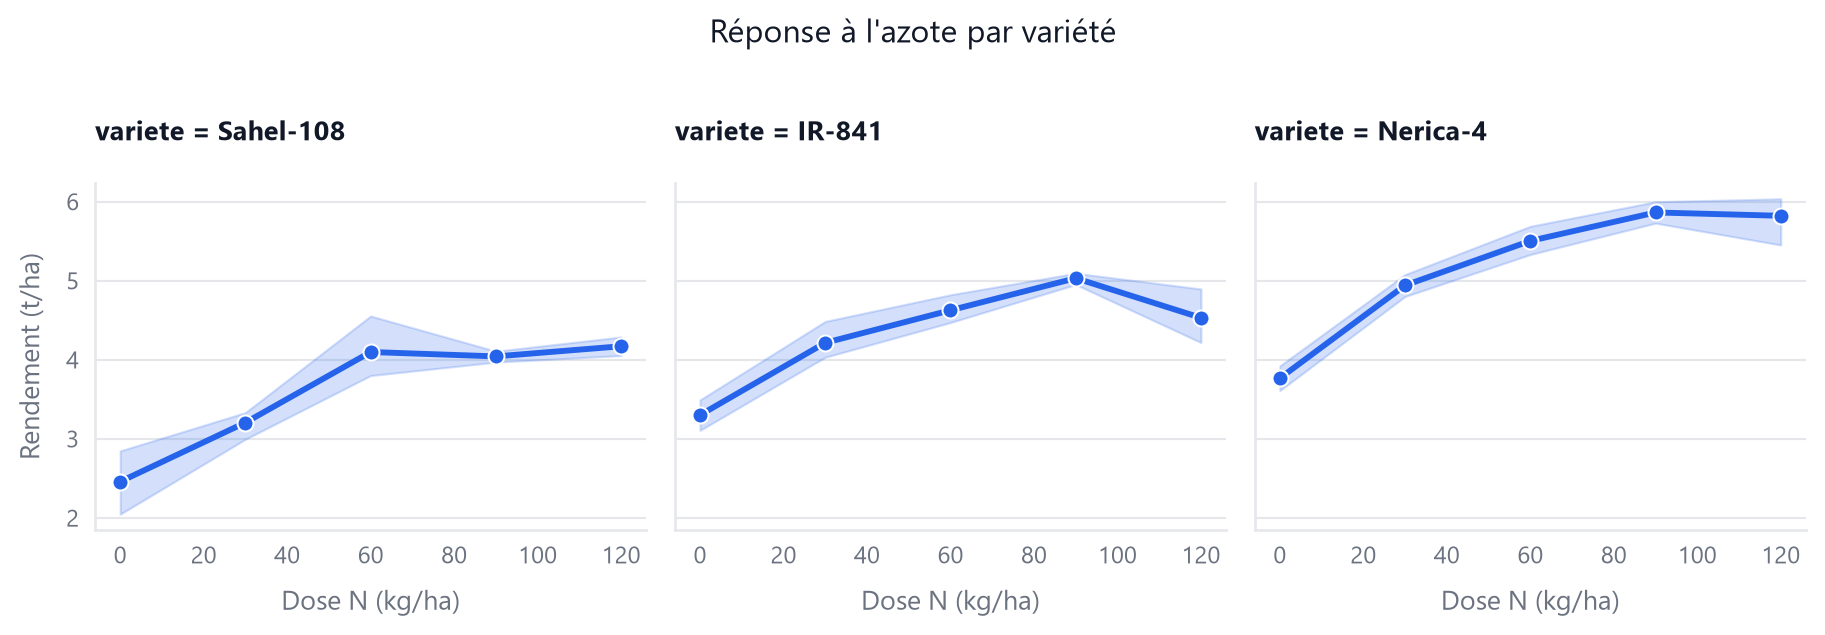 Réponse à l'azote par variété
variete = Sahel-108
variete = IR-841
variete = Nerica-4
Rendement (t/ha)
6
5
4
3
2
0 20 40 60 80 100 120
0 20 40 60 80 100 120
0 20 40 60 80 100 120
Dose N (kg/ha)
Dose N (kg/ha)
Dose N (kg/ha)